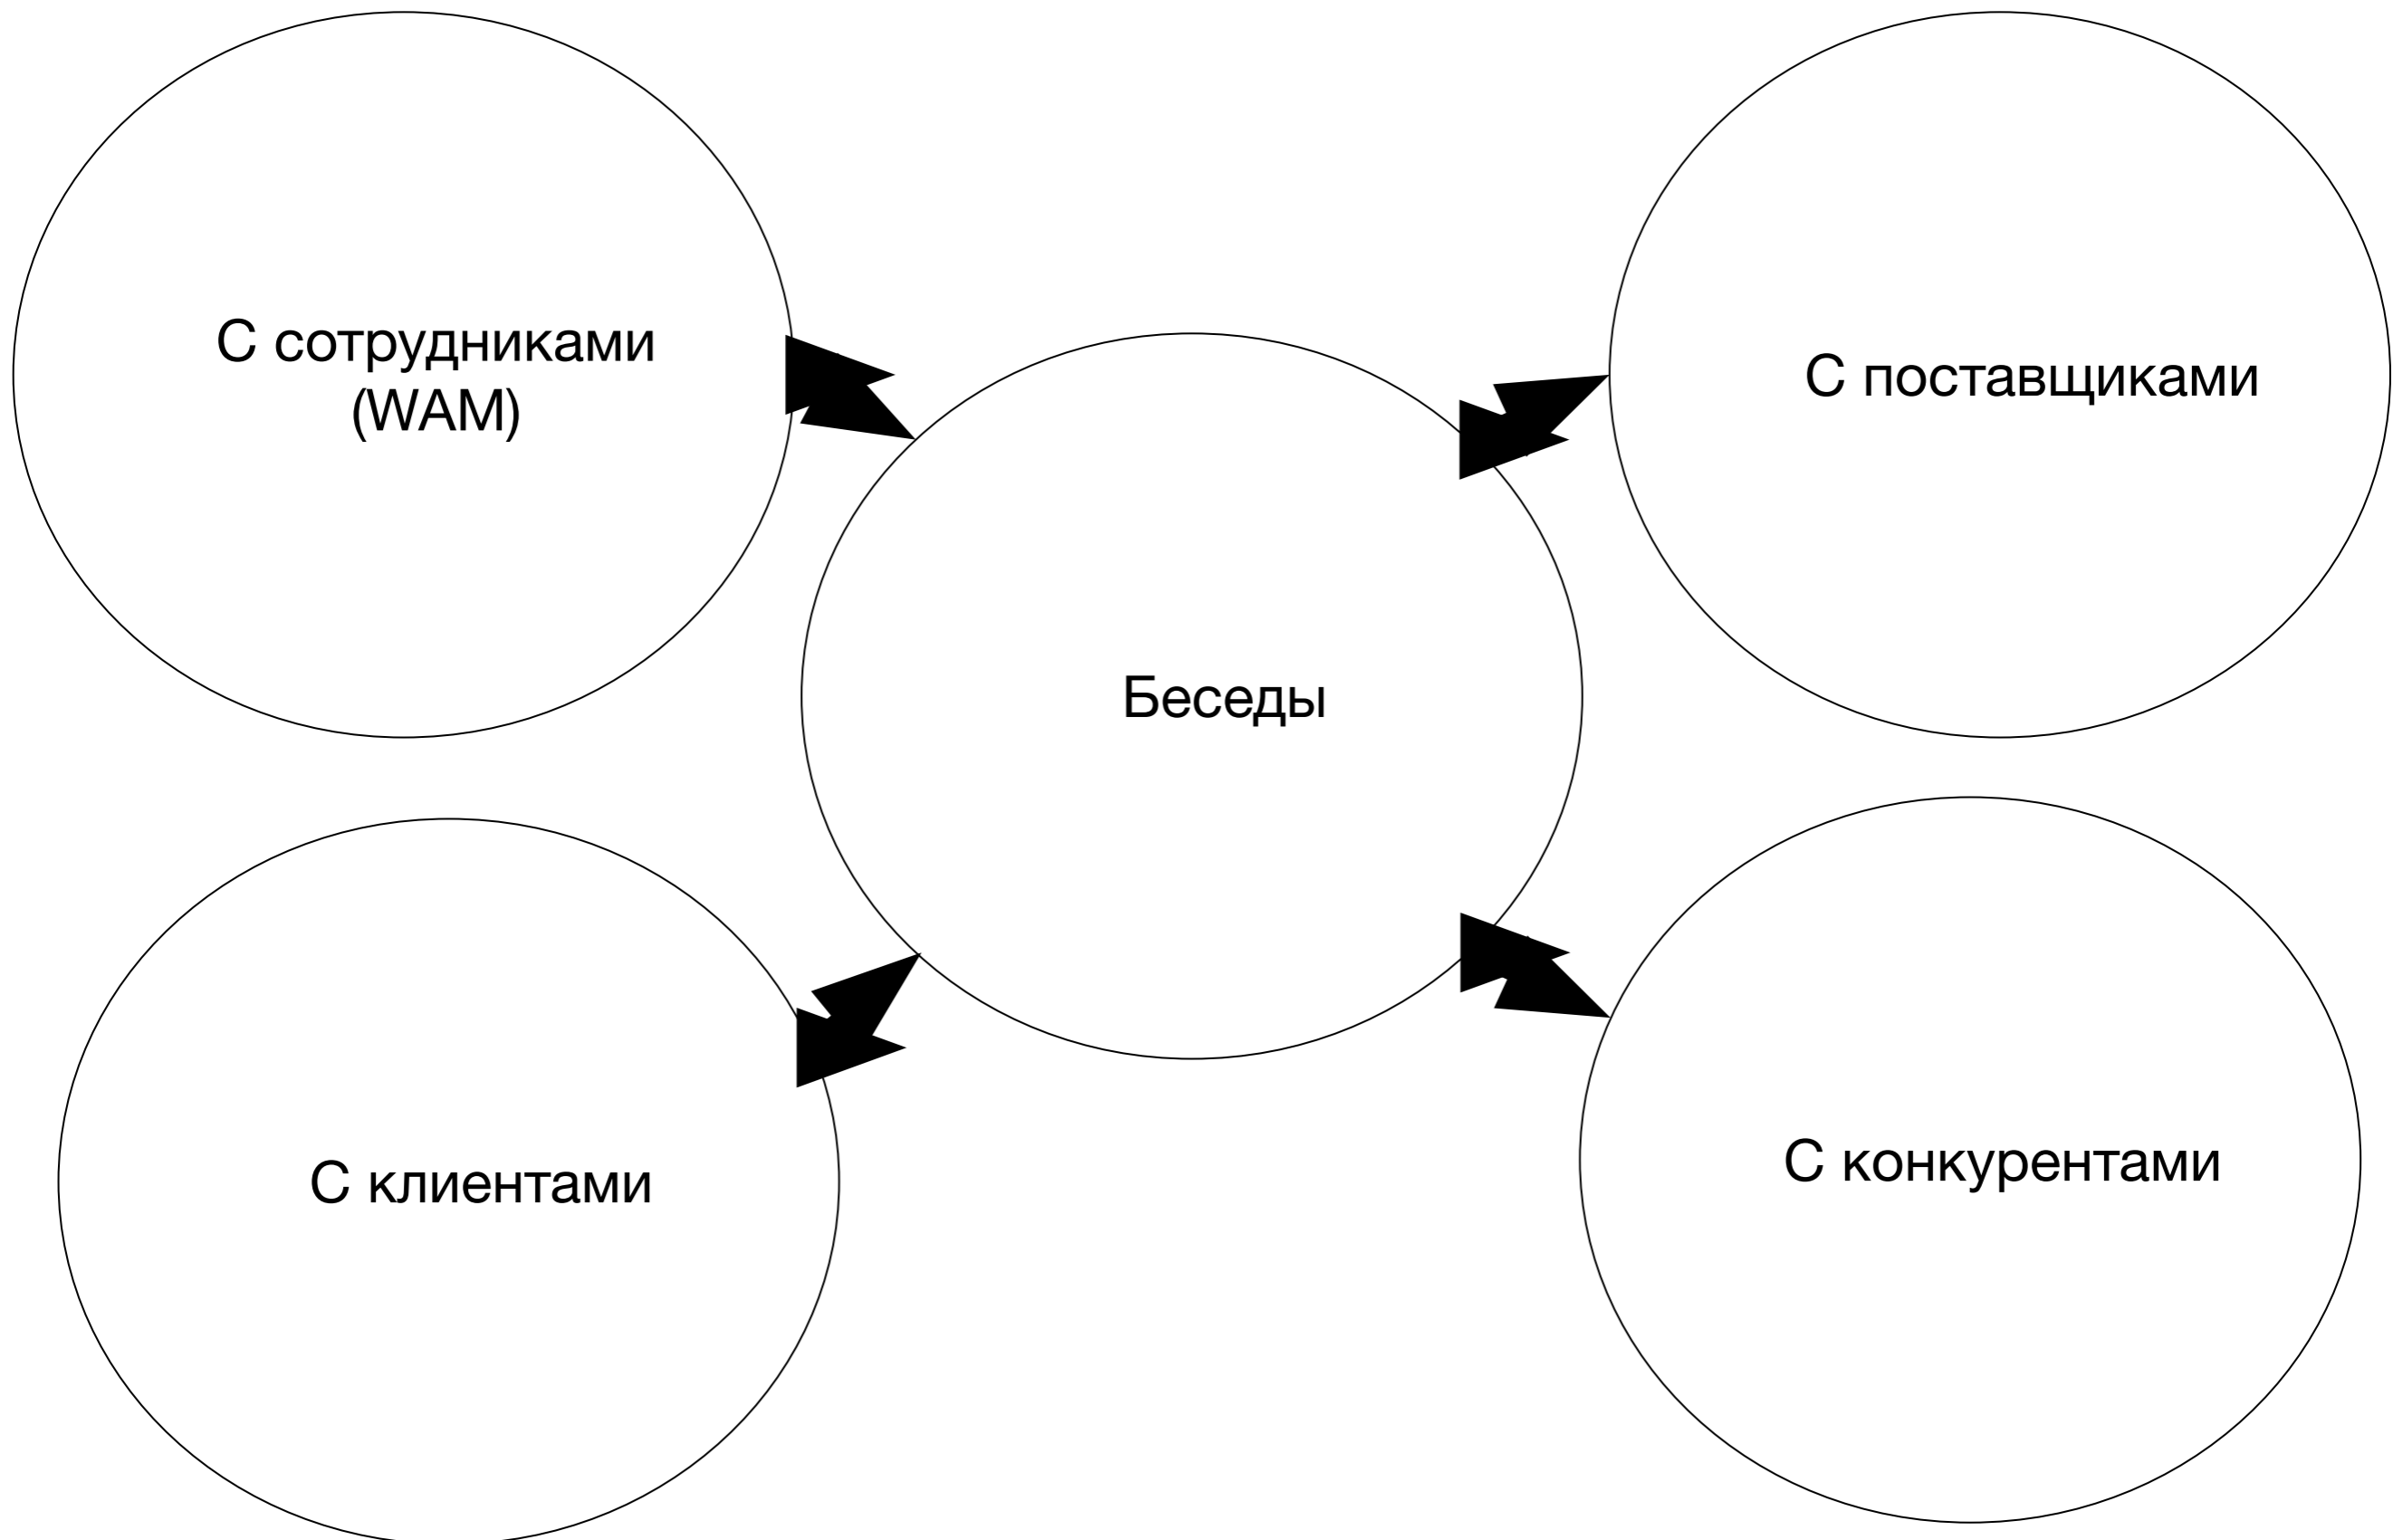 С сотрудниками
(WAM)
С поставщиками
Беседы
С клиентами
С конкурентами